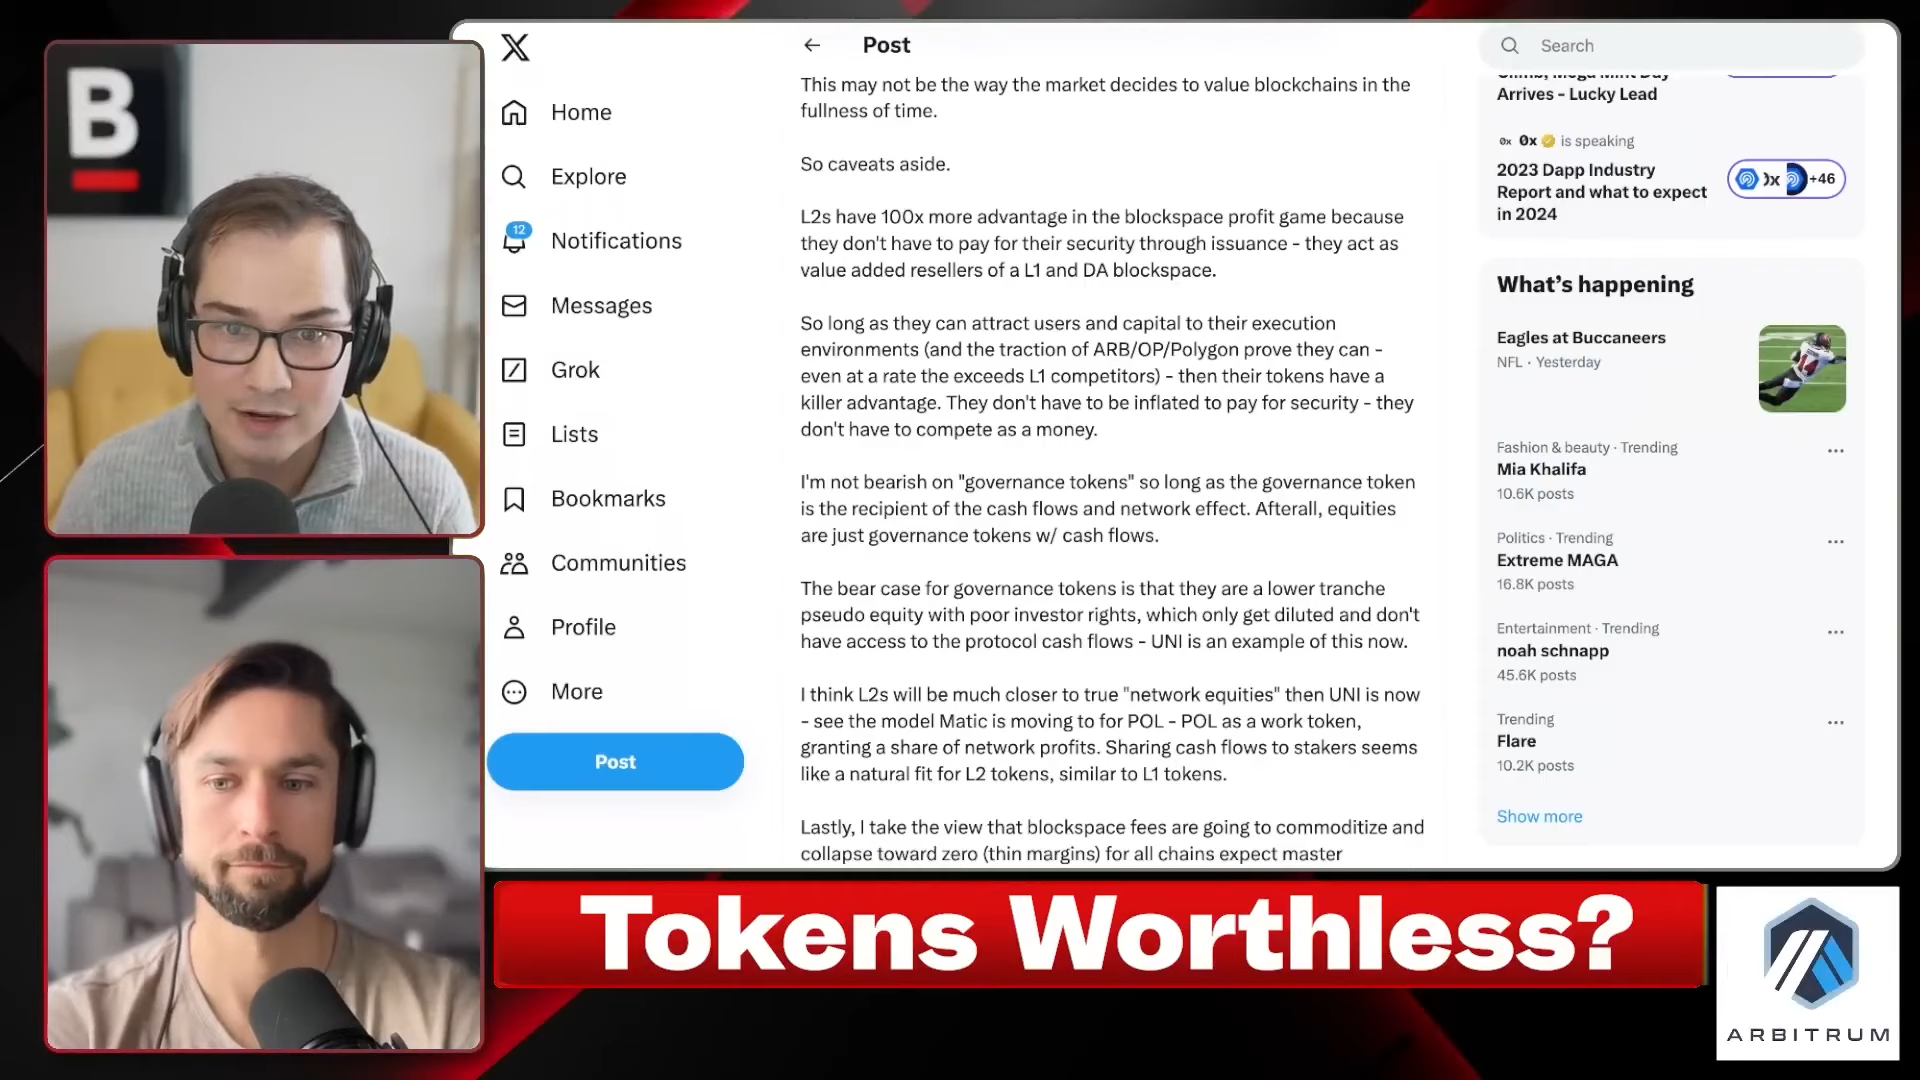 B
Home
Explore
12
Notifications
Messages
Grok
Lists
Bookmarks
Communities
Profile
More
Post
Post
This may not be the way the market decides to value blockchains in the
fullness of time.
So caveats aside.
L2s have 100x more advantage in the blockspace profit game because
they don't have to pay for their security through issuance - they act as
value added resellers of a L1 and DA blockspace.
So long as they can attract users and capital to their execution
environments (and the traction of ARB/OP/Polygon prove they can -
even at a rate the exceeds L1 competitors) - then their tokens have a
killer advantage. They don't have to be inflated to pay for security - they
don't have to compete as a money.
I'm not bearish on "governance tokens" so long as the governance token
is the recipient of the cash flows and network effect. Afterall, equities
are just governance tokens w/ cash flows.
The bear case for governance tokens is that they are a lower tranche
pseudo equity with poor investor rights, which only get diluted and don't
have access to the protocol cash flows - UNI is an example of this now.
I think L2s will be much closer to true "network equities" then UNI is now
- see the model Matic is moving to for POL - POL as a work token,
granting a share of network profits. Sharing cash flows to stakers seems
like a natural fit for L2 tokens, similar to L1 tokens.
Lastly, I take the view that blockspace fees are going to commoditize and
collapse toward zero (thin margins) for all chains expect master
Search
Climb, Mega Mint Day
Arrives - Lucky Lead
0x 0x is speaking
2023 Dapp Industry
Report and what to expect
in 2024
+46
What's happening
Eagles at Buccaneers
NFL · Yesterday
Fashion & beauty · Trending
Mia Khalifa
10.6K posts
Politics · Trending
Extreme MAGA
16.8K posts
Entertainment · Trending
noah schnapp
45.6K posts
Trending
Flare
10.2K posts
Show more
Tokens Worthless?
ARBITRUM